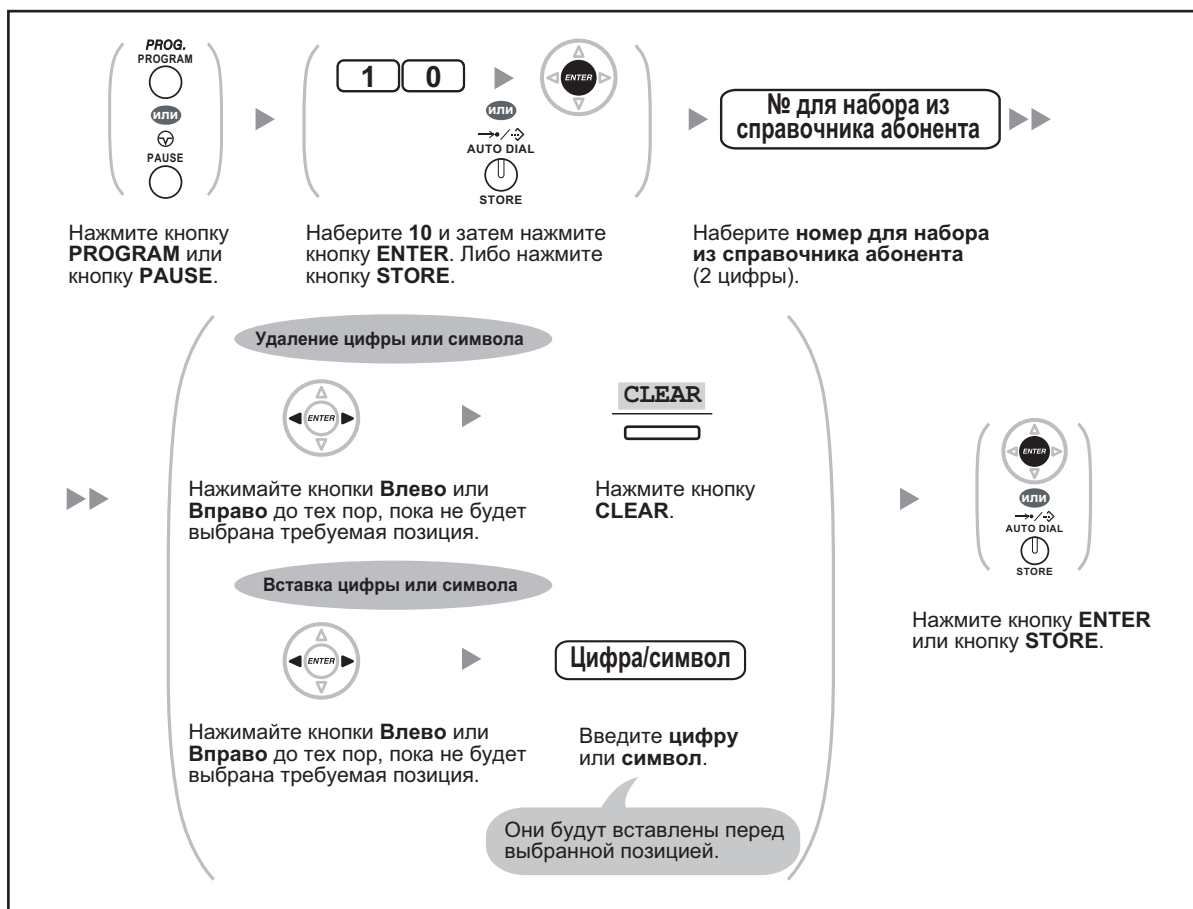 PROG.
PROGRAM
или
PAUSE
1 0
ENTER
или
AUTO DIAL
STORE
№ для набора из
справочника абонента
Нажмите кнопку
PROGRAM или
кнопку PAUSE.
Наберите 10 и затем нажмите
кнопку ENTER. Либо нажмите
кнопку STORE.
Наберите номер для набора
из справочника абонента
(2 цифры).
Удаление цифры или символа
ENTER
CLEAR
Нажимайте кнопки Влево или
Вправо до тех пор, пока не будет
выбрана требуемая позиция.
Нажмите кнопку
CLEAR.
Вставка цифры или символа
ENTER
Цифра/символ
Нажимайте кнопки Влево или
Вправо до тех пор, пока не будет
выбрана требуемая позиция.
Введите цифру
или символ.
Они будут вставлены перед
выбранной позицией.
ENTER
или
AUTO DIAL
STORE
Нажмите кнопку ENTER
или кнопку STORE.